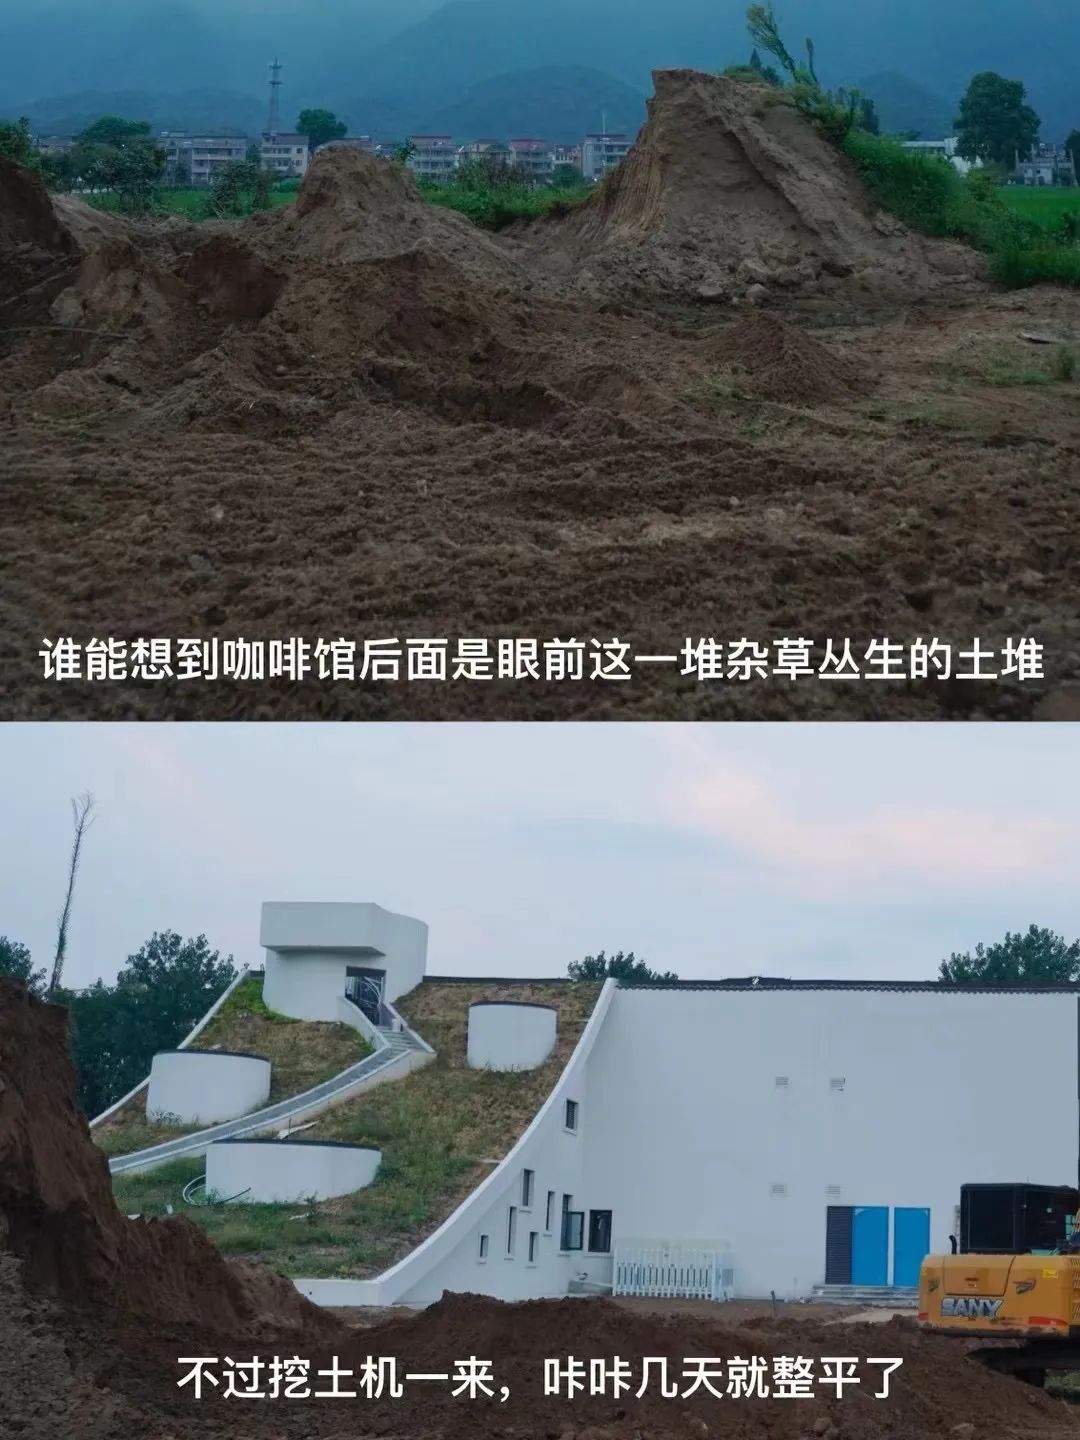 谁能想到咖啡馆后面是眼前这一堆杂草丛生的土堆
SANY
不过挖土机一来，咔咔几天就整平了